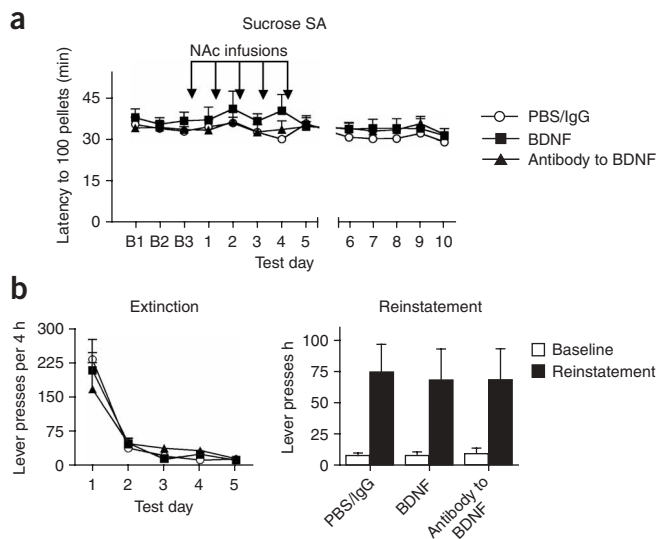 a
Sucrose SA
NAc infusions
Latency to 100 pellets (min)
45
30
15
0
B1 B2 B3 1 2 3 4 5 6 7 8 9 10
Test day
PBS/IgG
BDNF
Antibody to BDNF
b
Extinction
Lever presses per 4 h
300
225
150
75
0
1 2 3 4 5
Test day
Reinstatement
Lever presses h
100
75
50
25
0
Baseline
Reinstatement
PBS/IgG
BDNF
Antibody to
BDNF